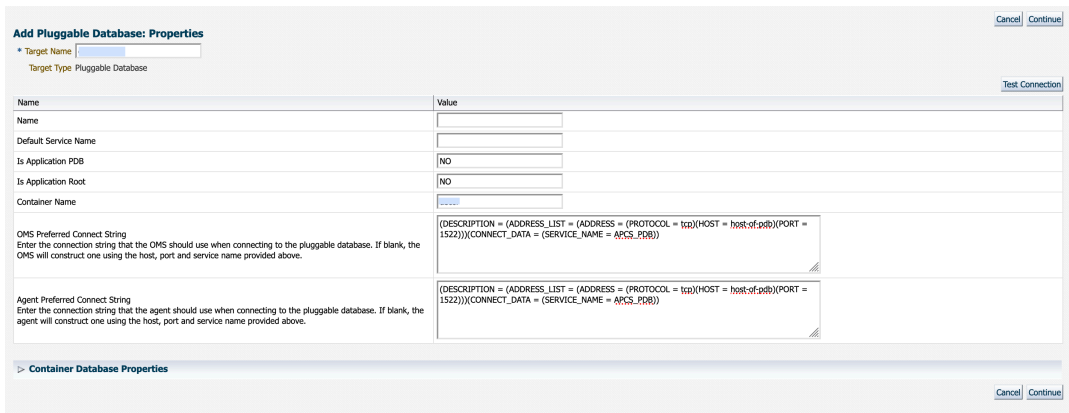 Cancel Continue
Add Pluggable Database: Properties
* Target Name
Target Type Pluggable Database
Test Connection
Name Value
Name
Default Service Name
Is Application PDB NO
Is Application Root NO
Container Name
OMS Preferred Connect String
Enter the connection string that the OMS should use when connecting to the pluggable database. If blank, the
OMS will construct one using the host, port and service name provided above.
(DESCRIPTION = (ADDRESS_LIST = (ADDRESS = (PROTOCOL = tcp)(HOST = host-of-pdb)(PORT =
1522)))(CONNECT_DATA = (SERVICE_NAME = APCS_PDB))
Agent Preferred Connect String
Enter the connection string that the agent should use when connecting to the pluggable database. If blank, the
agent will construct one using the host, port and service name provided above.
(DESCRIPTION = (ADDRESS_LIST = (ADDRESS = (PROTOCOL = tcp)(HOST = host-of-pdb)(PORT =
1522)))(CONNECT_DATA = (SERVICE_NAME = APCS_PDB))
Container Database Properties
Cancel Continue